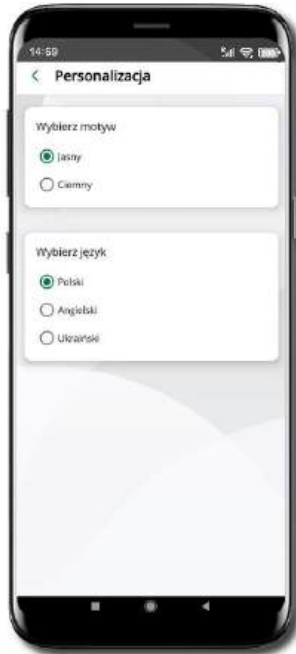 14:59
Personalizacja
Wybierz motyw
Jasny
Ciemny
Wybierz język
Polski
Angielski
Ukraiński